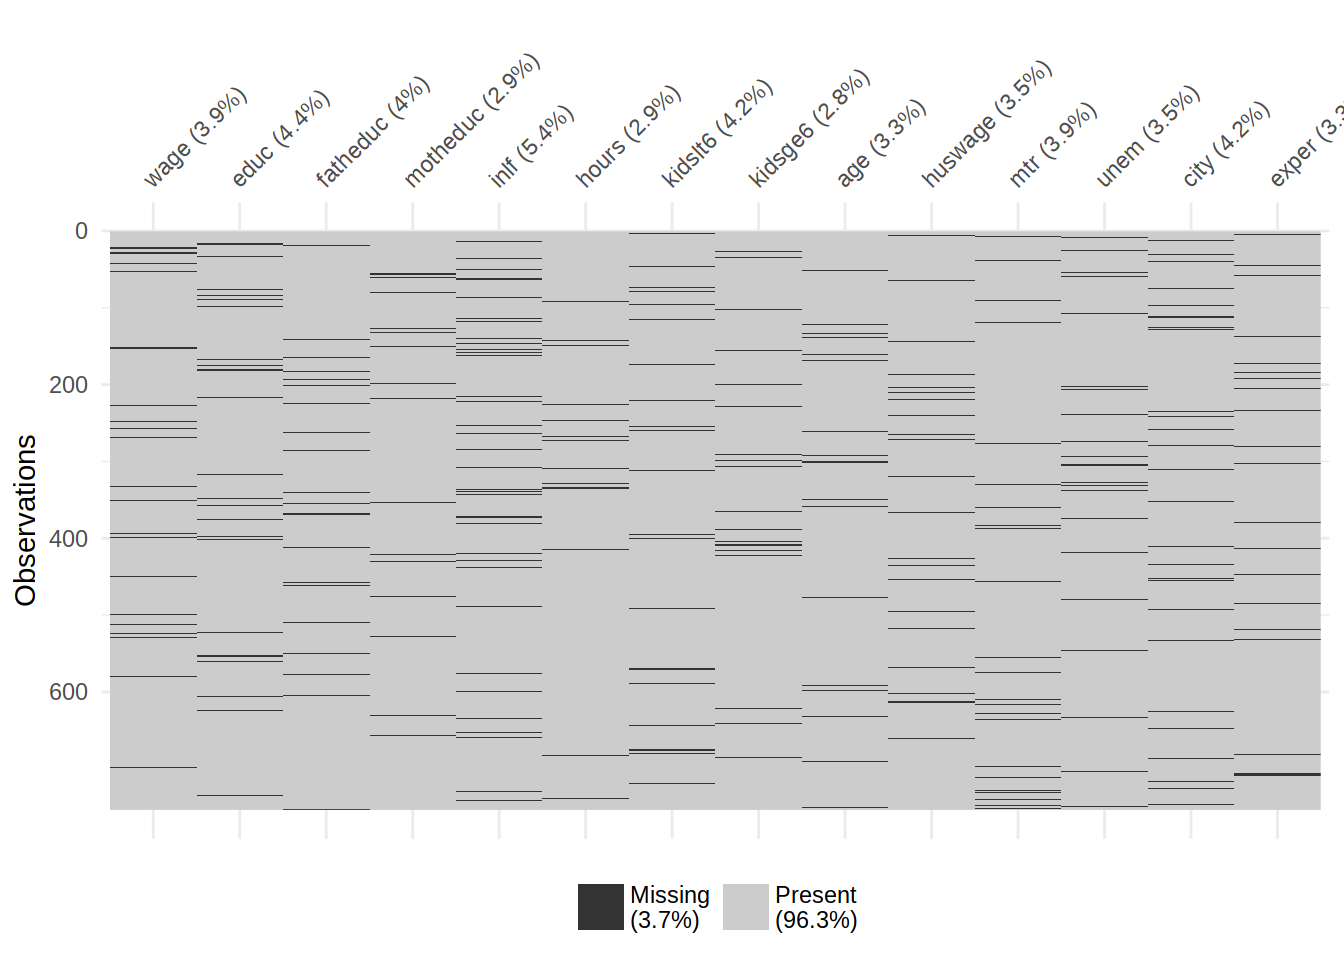 wage (3.9%)
educ (4.4%)
fatheduc (4%)
motheduc (2.9%)
inlf (5.4%)
hours (2.9%)
kidslt6 (4.2%)
kidsge6 (2.8%)
age (3.3%)
huswage (3.5%)
mtr (3.9%)
unem (3.5%)
city (4.2%)
exper (3.3
0
200
400
600
Observations
Missing
(3.7%)
Present
(96.3%)